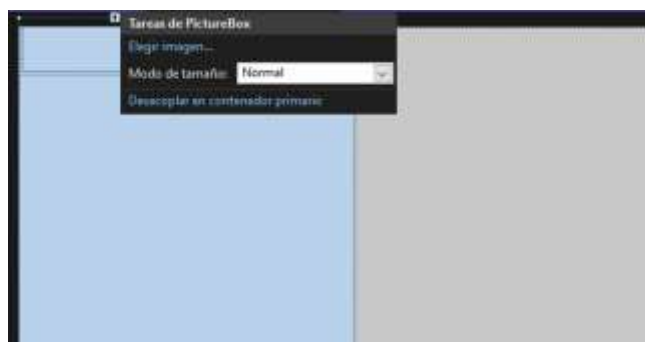 Tareas de PictureBox
Elegir imagen...
Modo de tamaño: Normal
Desacoplar en contenedor primario